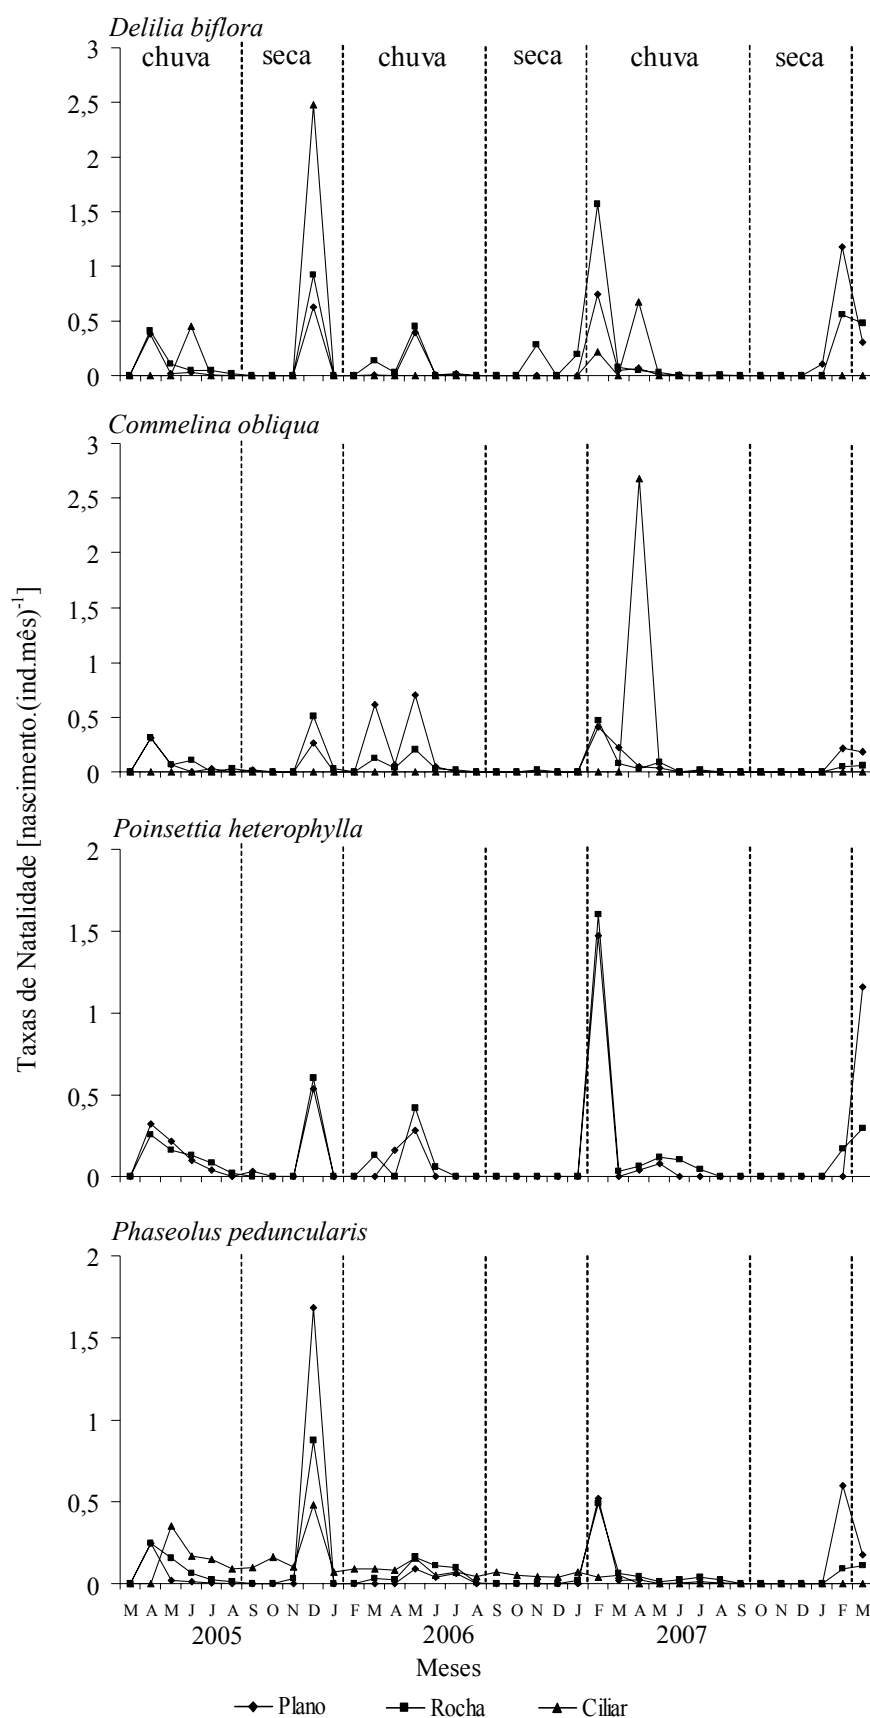 Delilia biflora
3
chuva seca chuva seca chuva seca
2,5
2
1,5
1
0,5
0
Commelina obliqua
3
2,5
2
1,5
1
0,5
0
Taxas de Natalidade [nascimento.(ind.mês)-1]
Poinsettia heterophylla
2
1,5
1
0,5
0
Phaseolus peduncularis
2
1,5
1
0,5
0
M A M J J A S O N D J F M A M J J A S O N D J F M A M J J A S O N D J F M
2005 2006 2007
Meses
Plano Rocha Ciliar